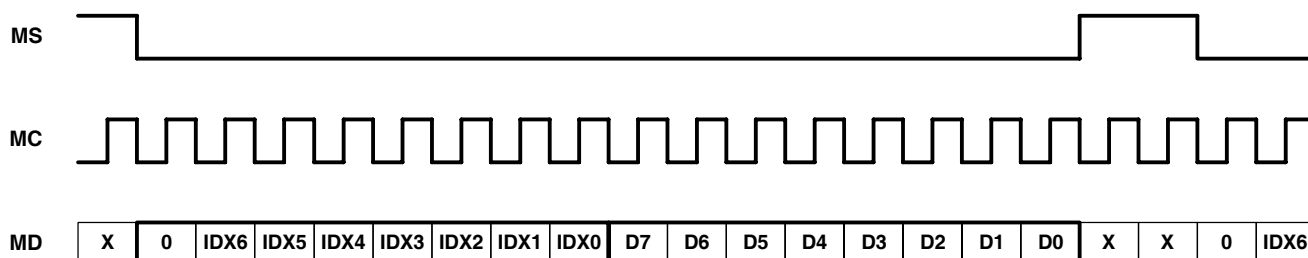 MS
MC
MD X 0 IDX6 IDX5 IDX4 IDX3 IDX2 IDX1 IDX0 D7 D6 D5 D4 D3 D2 D1 D0 X X 0 IDX6